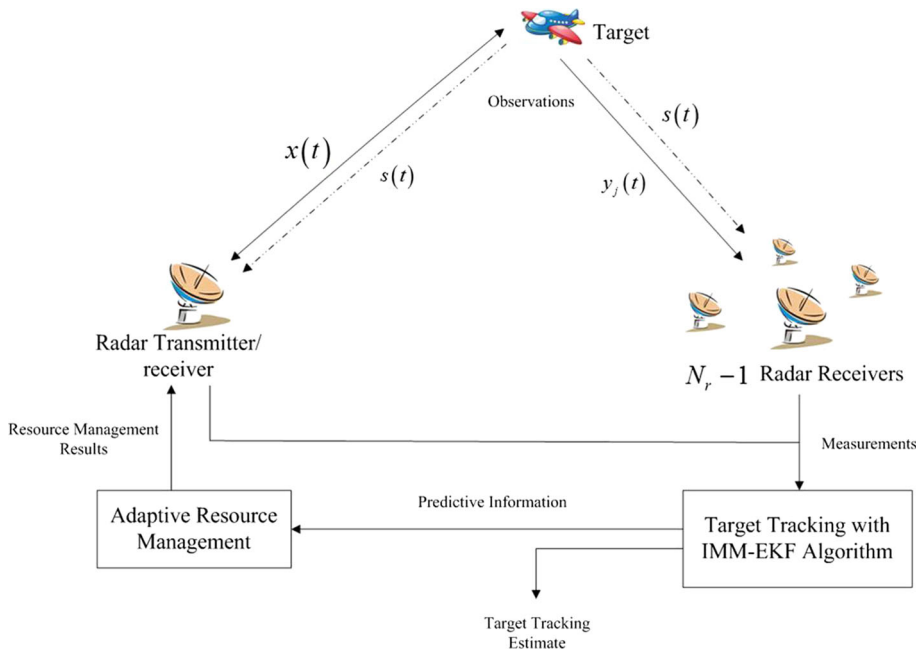 Target
Observations
x(t)
s(t)
s(t)
y_j(t)
Radar Transmitter/
receiver
N_r − 1 Radar Receivers
Resource Management
Results
Measurements
Predictive Information
Adaptive Resource
Management
Target Tracking with
IMM-EKF Algorithm
Target Tracking
Estimate